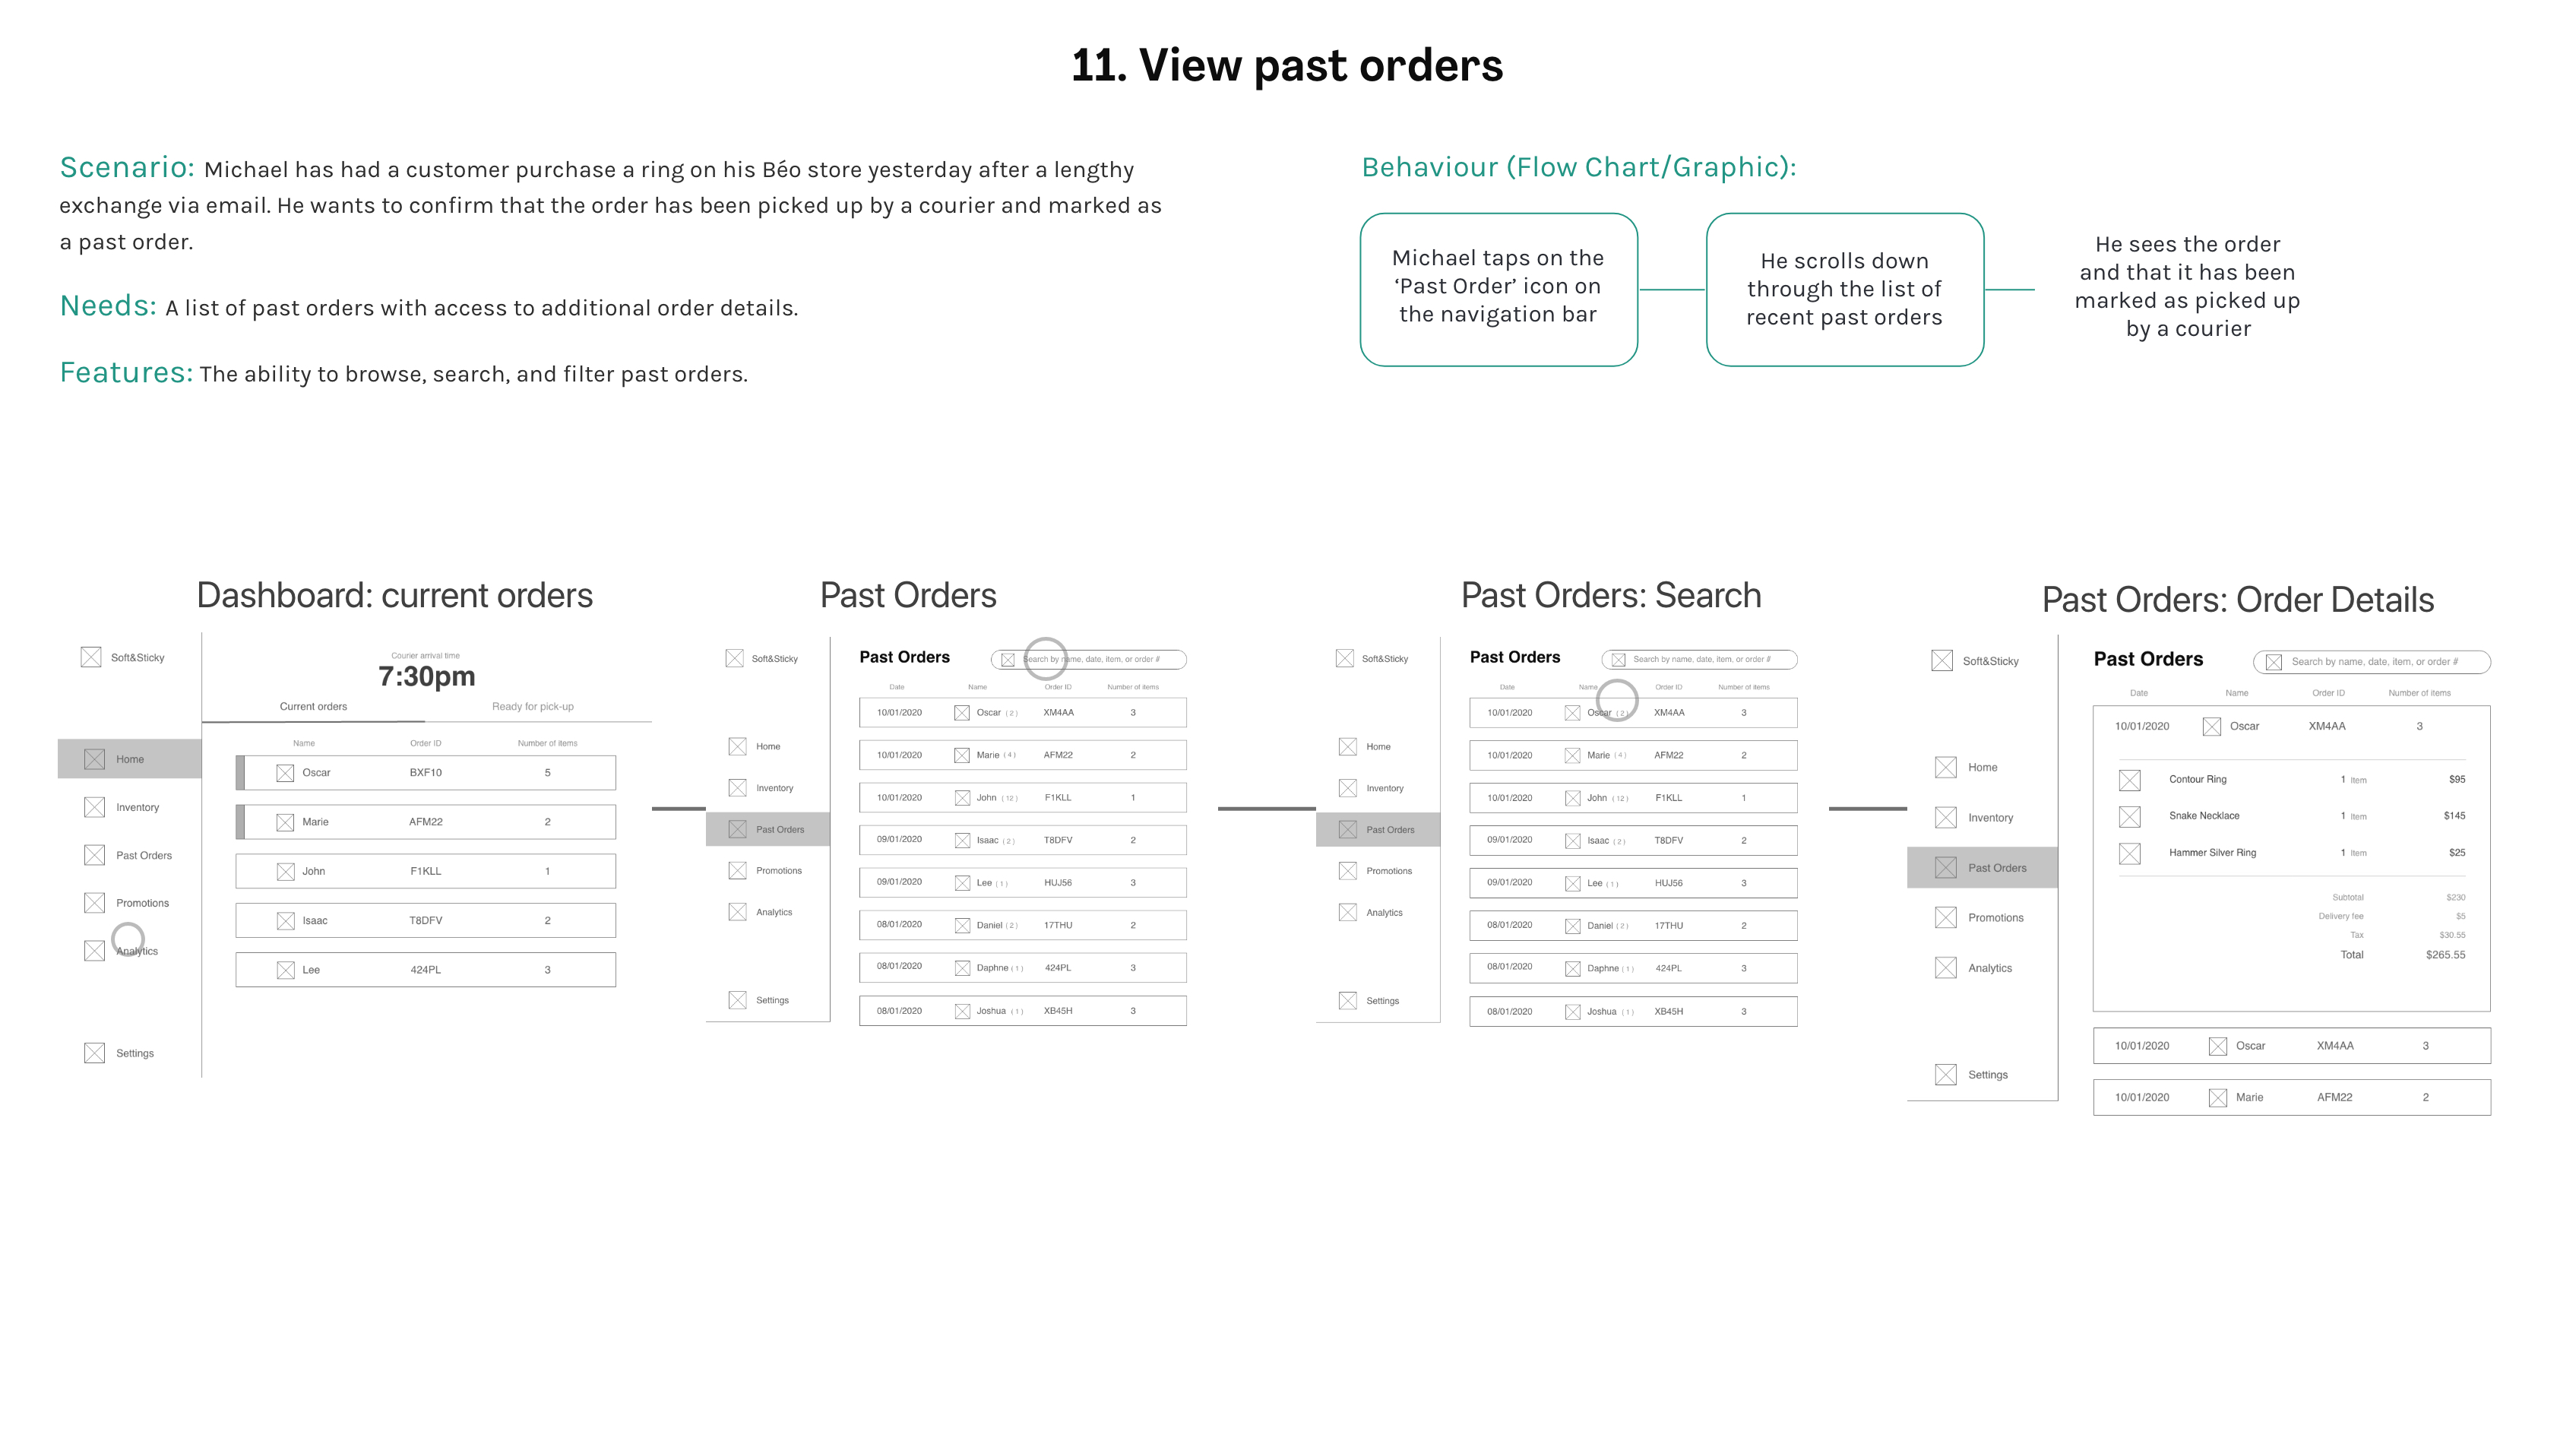 11. View past orders
Scenario: Michael has had a customer purchase a ring on his Béo store yesterday after a lengthy
exchange via email. He wants to confirm that the order has been picked up by a courier and marked as
a past order.
Needs: A list of past orders with access to additional order details.
Features: The ability to browse, search, and filter past orders.
Behaviour (Flow Chart/Graphic):
Michael taps on the
‘Past Order’ icon on
the navigation bar
He scrolls down
through the list of
recent past orders
He sees the order
and that it has been
marked as picked up
by a courier
Dashboard: current orders
Soft&Sticky
Home
Inventory
Past Orders
Promotions
Analytics
Settings
Courier arrival time
7:30pm
Current orders Ready for pick-up
Name Order ID Number of items
Oscar BXF10 5
Marie AFM22 2
John F1KLL 1
Isaac T8DFV 2
Lee 424PL 3
Past Orders
Soft&Sticky
Home
Inventory
Past Orders
Promotions
Analytics
Settings
Past Orders Search by name, date, item, or order #
Date Name Order ID Number of items
10/01/2020 Oscar (2) XM4AA 3
10/01/2020 Marie (4) AFM22 2
10/01/2020 John (12) F1KLL 1
09/01/2020 Isaac (2) T8DFV 2
09/01/2020 Lee (1) HUJ56 3
08/01/2020 Daniel (2) 17THU 2
08/01/2020 Daphne (1) 424PL 3
08/01/2020 Joshua (1) XB45H 3
Past Orders: Search
Soft&Sticky
Home
Inventory
Past Orders
Promotions
Analytics
Settings
Past Orders Search by name, date, item, or order #
Date Name Order ID Number of items
10/01/2020 Oscar (2) XM4AA 3
10/01/2020 Marie (4) AFM22 2
10/01/2020 John (12) F1KLL 1
09/01/2020 Isaac (2) T8DFV 2
09/01/2020 Lee (1) HUJ56 3
08/01/2020 Daniel (2) 17THU 2
08/01/2020 Daphne (1) 424PL 3
08/01/2020 Joshua (1) XB45H 3
Past Orders: Order Details
Soft&Sticky
Home
Inventory
Past Orders
Promotions
Analytics
Settings
Past Orders Search by name, date, item, or order #
Date Name Order ID Number of items
10/01/2020 Oscar XM4AA 3
Contour Ring 1 Item $95
Snake Necklace 1 Item $145
Hammer Silver Ring 1 Item $25
Subtotal $230
Delivery fee $5
Tax $30.55
Total $265.55
10/01/2020 Oscar XM4AA 3
10/01/2020 Marie AFM22 2